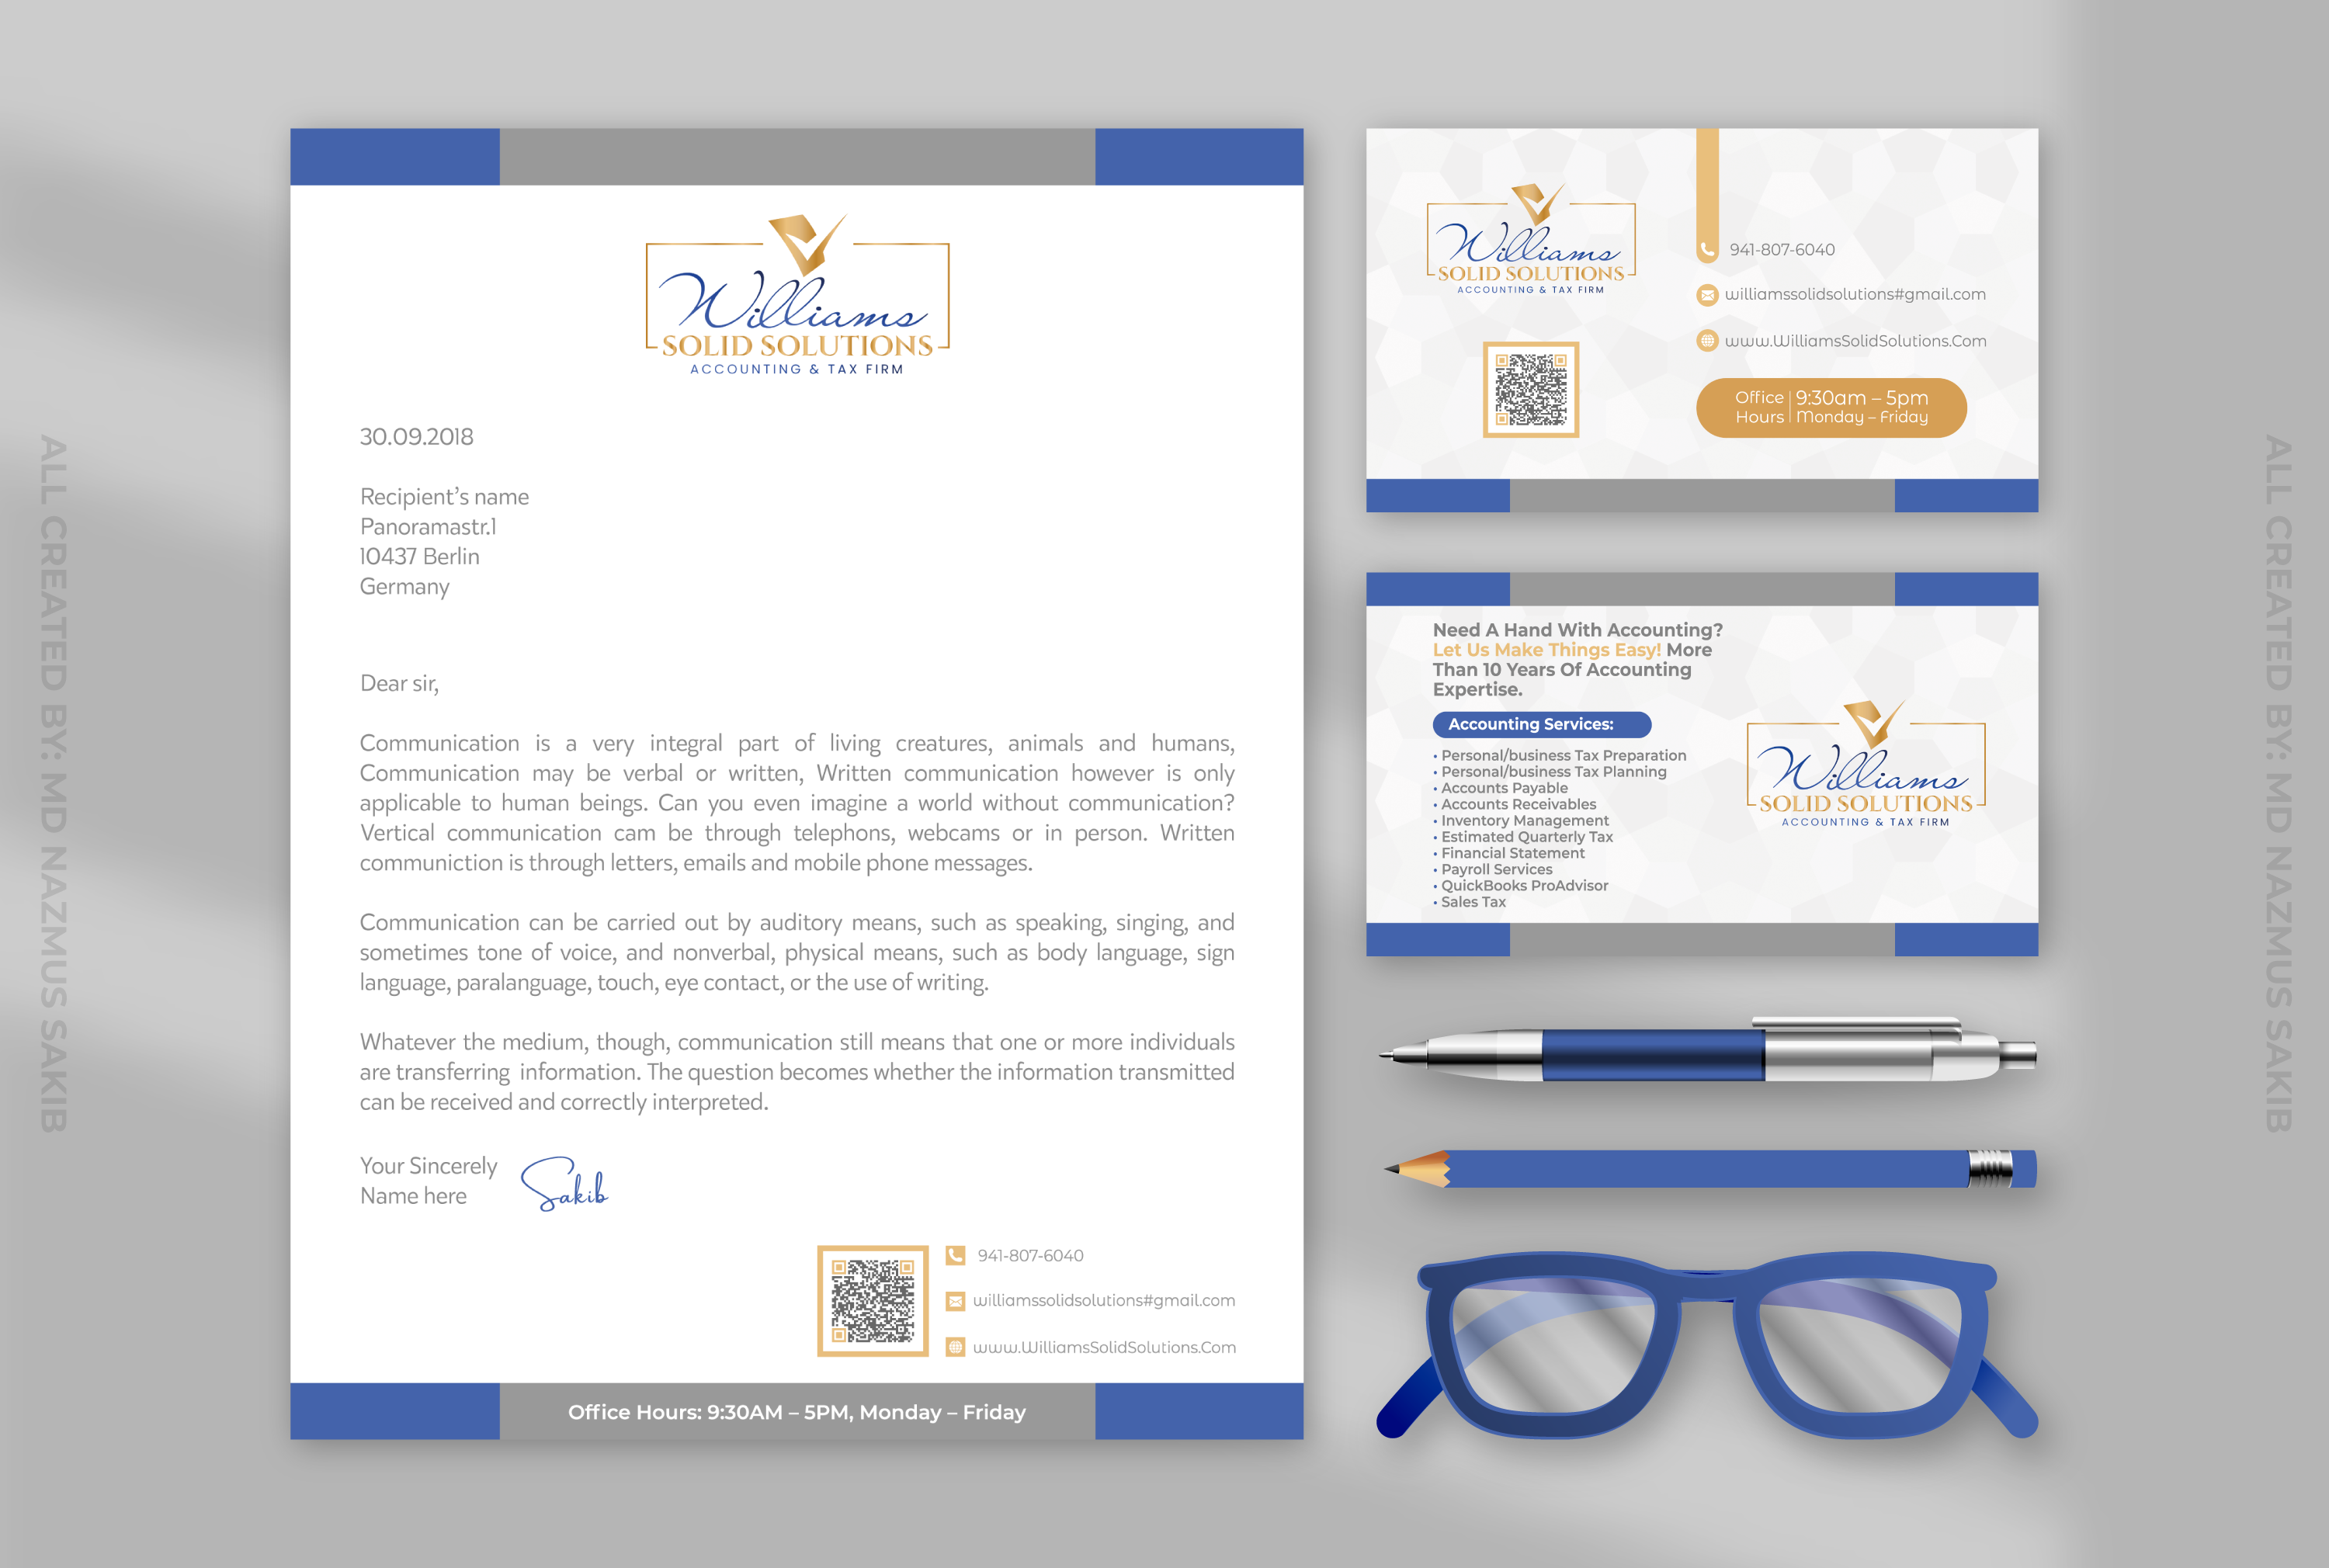 ALL CREATED BY: MD NAZMUS SAKIB
Williams
SOLID SOLUTIONS
ACCOUNTING & TAX FIRM
30.09.2018
Recipient’s name
Panoramastr.1
10437 Berlin
Germany
Dear sir,
Communication is a very integral part of living creatures, animals and humans,
Communication may be verbal or written, Written communication however is only
applicable to human beings. Can you even imagine a world without communication?
Vertical communication cam be through telephons, webcams or in person. Written
communiction is through letters, emails and mobile phone messages.
Communication can be carried out by auditory means, such as speaking, singing, and
sometimes tone of voice, and nonverbal, physical means, such as body language, sign
language, paralanguage, touch, eye contact, or the use of writing.
Whatever the medium, though, communication still means that one or more individuals
are transferring information. The question becomes whether the information transmitted
can be received and correctly interpreted.
Your Sincerely
Name here
Sakib
941-807-6040
williamssolidsolutions#gmail.com
www.WilliamsSolidSolutions.Com
Office Hours: 9:30AM – 5PM, Monday – Friday
Williams
SOLID SOLUTIONS
ACCOUNTING & TAX FIRM
941-807-6040
williamssolidsolutions#gmail.com
www.WilliamsSolidSolutions.Com
Office | 9:30am – 5pm
Hours | Monday – Friday
Need A Hand With Accounting?
Let Us Make Things Easy! More
Than 10 Years Of Accounting
Expertise.
Accounting Services:
• Personal/business Tax Preparation
• Personal/business Tax Planning
• Accounts Payable
• Accounts Receivables
• Inventory Management
• Estimated Quarterly Tax
• Financial Statement
• Payroll Services
• QuickBooks ProAdvisor
• Sales Tax
Williams
SOLID SOLUTIONS
ACCOUNTING & TAX FIRM
ALL CREATED BY: MD NAZMUS SAKIB